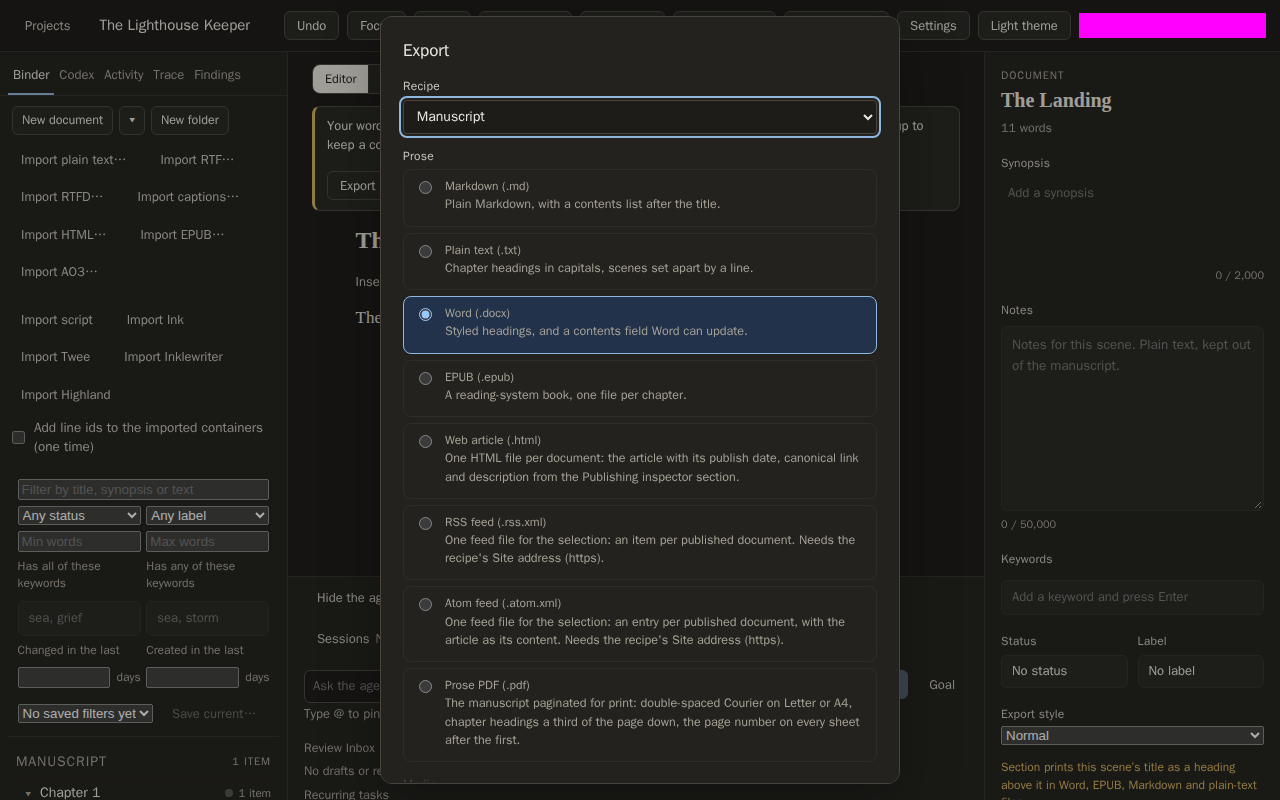 Projects
The Lighthouse Keeper
Undo
Settings
Light theme
Binder
Codex
Activity
Trace
Findings
New document
New folder
Import plain text···
Import RTF···
Import RTFD···
Import captions···
Import HTML···
Import EPUB···
Import AO3···
Import script
Import Ink
Import Twee
Import Inklewriter
Import Highland
Add line ids to the imported containers
(one time)
Filter by title, synopsis or text
Any status
Any label
Min words
Max words
Has all of these
keywords
Has any of these
keywords
sea, grief
sea, storm
Changed in the last
Created in the last
days
days
No saved filters yet
Save current···
MANUSCRIPT
1 ITEM
Chapter 1
1 item
Editor
keep a
Export
Hide the
Sessions
Ask the
Goal
Type @ to
Review Inbox
No drafts or
Recurring tasks
Export
Recipe
Manuscript
Prose
Markdown (.md)
Plain Markdown, with a contents list after the title.
Plain text (.txt)
Chapter headings in capitals, scenes set apart by a line.
Word (.docx)
Styled headings, and a contents field Word can update.
EPUB (.epub)
A reading-system book, one file per chapter.
Web article (.html)
One HTML file per document: the article with its publish date, canonical link
and description from the Publishing inspector section.
RSS feed (.rss.xml)
One feed file for the selection: an item per published document. Needs the
recipe's Site address (https).
Atom feed (.atom.xml)
One feed file for the selection: an entry per published document, with the
article as its content. Needs the recipe's Site address (https).
Prose PDF (.pdf)
The manuscript paginated for print: double-spaced Courier on Letter or A4,
chapter headings a third of the page down, the page number on every sheet
after the first.
DOCUMENT
The Landing
11 words
Synopsis
Add a synopsis
0 / 2,000
Notes
Notes for this scene. Plain text, kept out
of the manuscript.
0 / 50,000
Keywords
Add a keyword and press Enter
Status
Label
No status
No label
Export style
Normal
Section prints this scene's title as a heading
above it in Word, EPUB, Markdown and plain-text